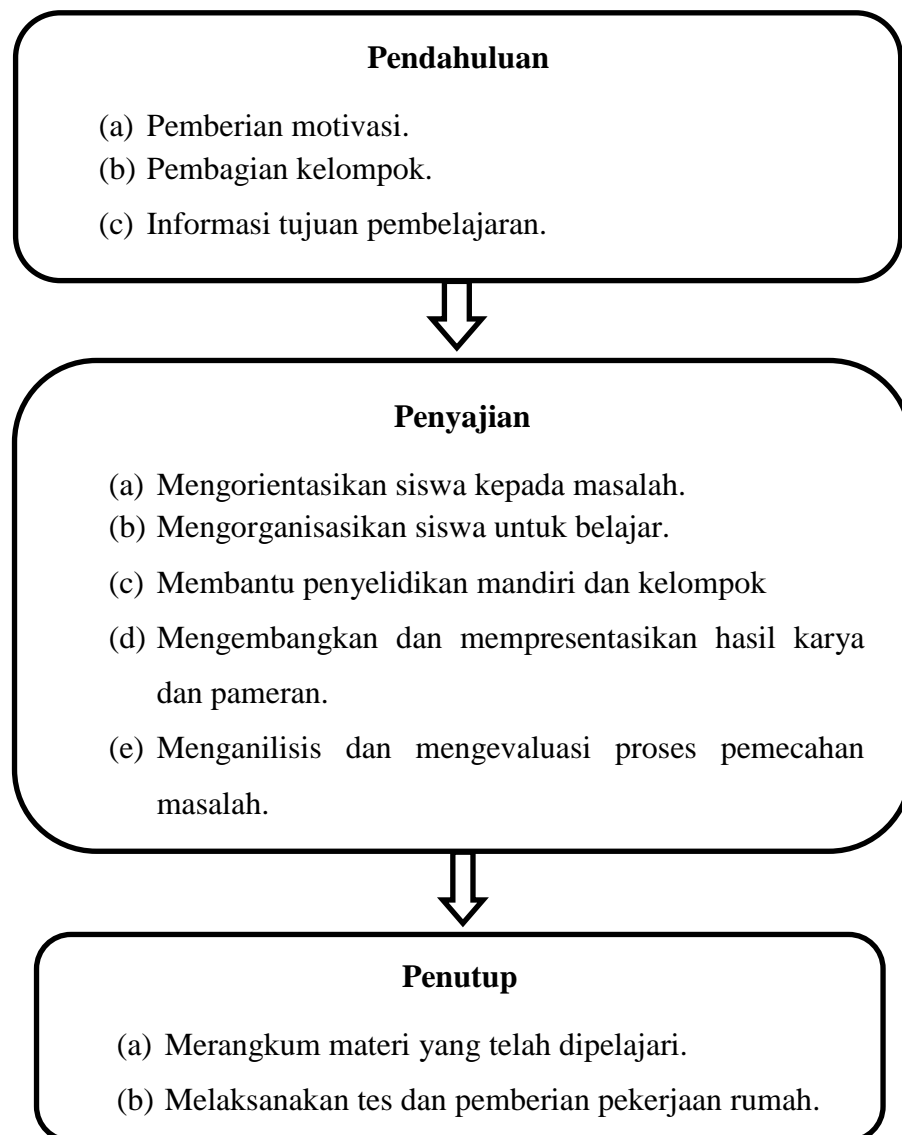 Pendahuluan
(a) Pemberian motivasi.
(b) Pembagian kelompok.
(c) Informasi tujuan pembelajaran.
Penyajian
(a) Mengorientasikan siswa kepada masalah.
(b) Mengorganisasikan siswa untuk belajar.
(c) Membantu penyelidikan mandiri dan kelompok
(d) Mengembangkan dan mempresentasikan hasil karya
dan pameran.
(e) Menganilisis dan mengevaluasi proses pemecahan
masalah.
Penutup
(a) Merangkum materi yang telah dipelajari.
(b) Melaksanakan tes dan pemberian pekerjaan rumah.